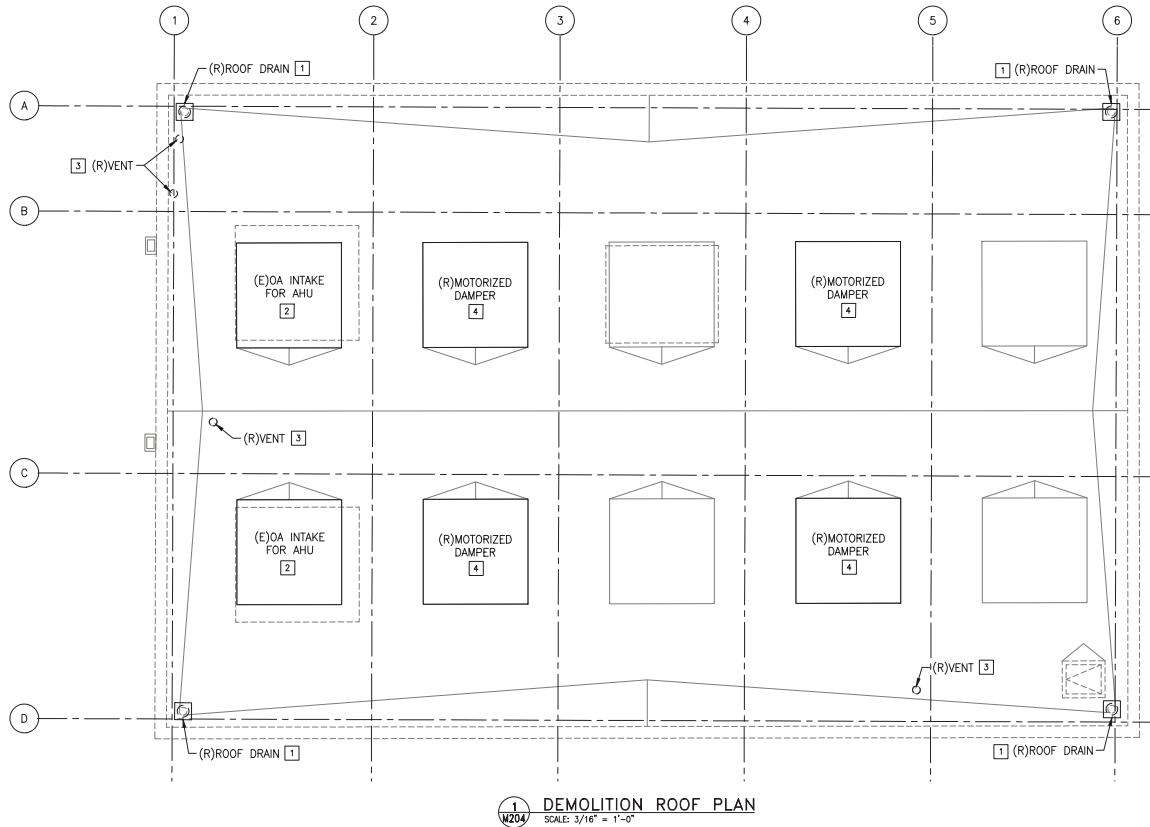 1 2 3 4 5 6
(R)ROOF DRAIN 1
1 (R)ROOF DRAIN
A
3 (R)VENT
B
(E)OA INTAKE
FOR AHU
2
(R)MOTORIZED
DAMPER
4
(R)MOTORIZED
DAMPER
4
(R)VENT 3
C
(E)OA INTAKE
FOR AHU
2
(R)MOTORIZED
DAMPER
4
(R)MOTORIZED
DAMPER
4
(R)VENT 3
D
(R)ROOF DRAIN 1
1 (R)ROOF DRAIN
1
M204
DEMOLITION ROOF PLAN
SCALE: 3/16" = 1'-0"